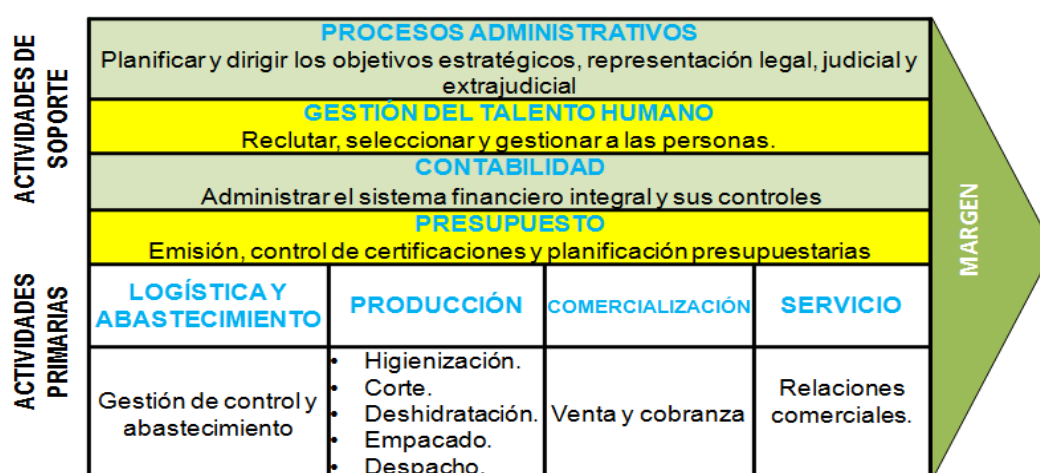 ACTIVIDADES DE
SOPORTE
PROCESOS ADMINISTRATIVOS
Planificar y dirigir los objetivos estratégicos, representación legal, judicial y
extrajudicial
GESTIÓN DEL TALENTO HUMANO
Reclutar, seleccionar y gestionar a las personas.
CONTABILIDAD
Administrar el sistema financiero integral y sus controles
PRESUPUESTO
Emisión, control de certificaciones y planificación presupuestarias
MARGEN
ACTIVIDADES
PRIMARIAS
LOGÍSTICA Y
ABASTECIMIENTO
PRODUCCIÓN
COMERCIALIZACIÓN
SERVICIO
Gestión de control y
abastecimiento
• Higienización.
• Corte.
• Deshidratación.
• Empacado.
• Despacho.
Venta y cobranza
Relaciones
comerciales.